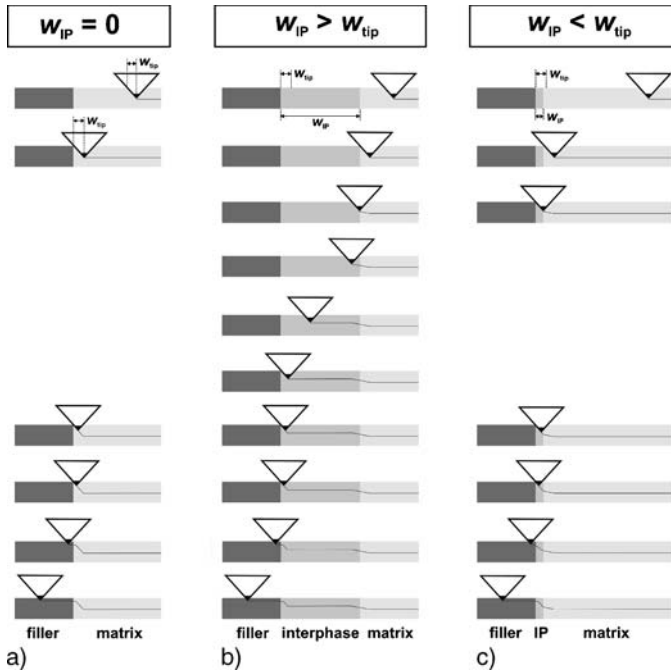 w_IP = 0
w_IP > w_tip
w_IP < w_tip
w_tip
w_tip
w_tip
w_IP
w_tip
w_IP
filler matrix
filler interphase matrix
filler IP matrix
a) b) c)